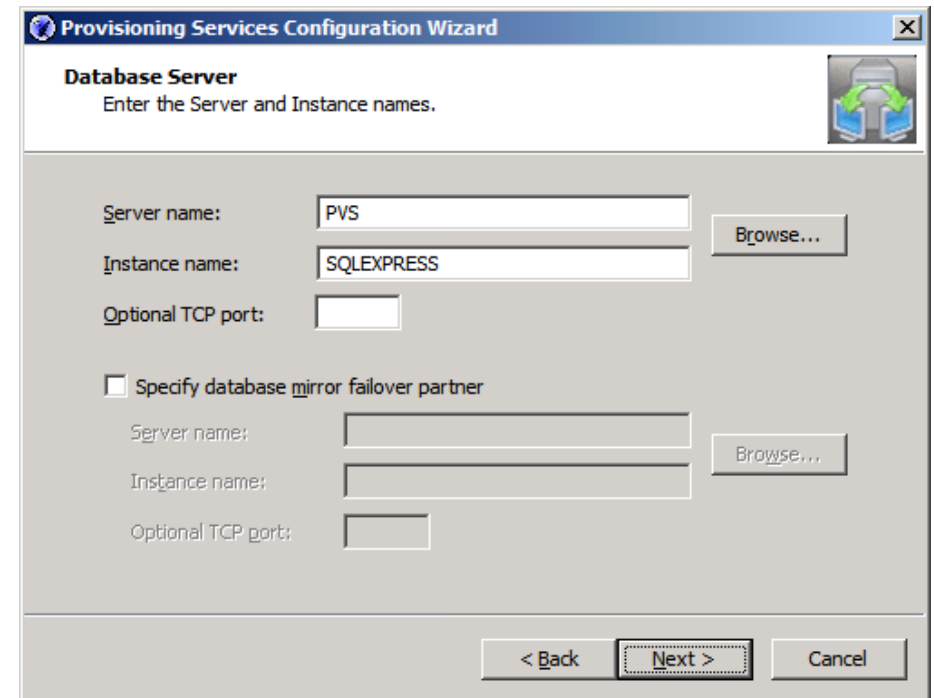 Provisioning Services Configuration Wizard
Database Server
Enter the Server and Instance names.
Server name: PVS
Browse...
Instance name: SQLEXPRESS
Optional TCP port:
Specify database mirror failover partner
Server name:
Browse...
Instance name:
Optional TCP port:
< Back Next > Cancel